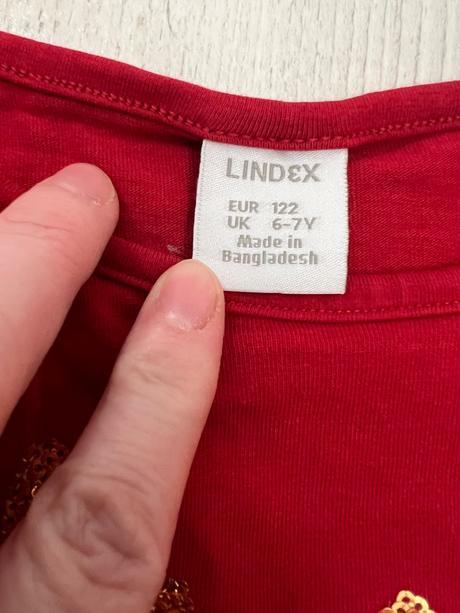 LINDEX
EUR 122
UK 6-7Y
Made in
Bangladesh